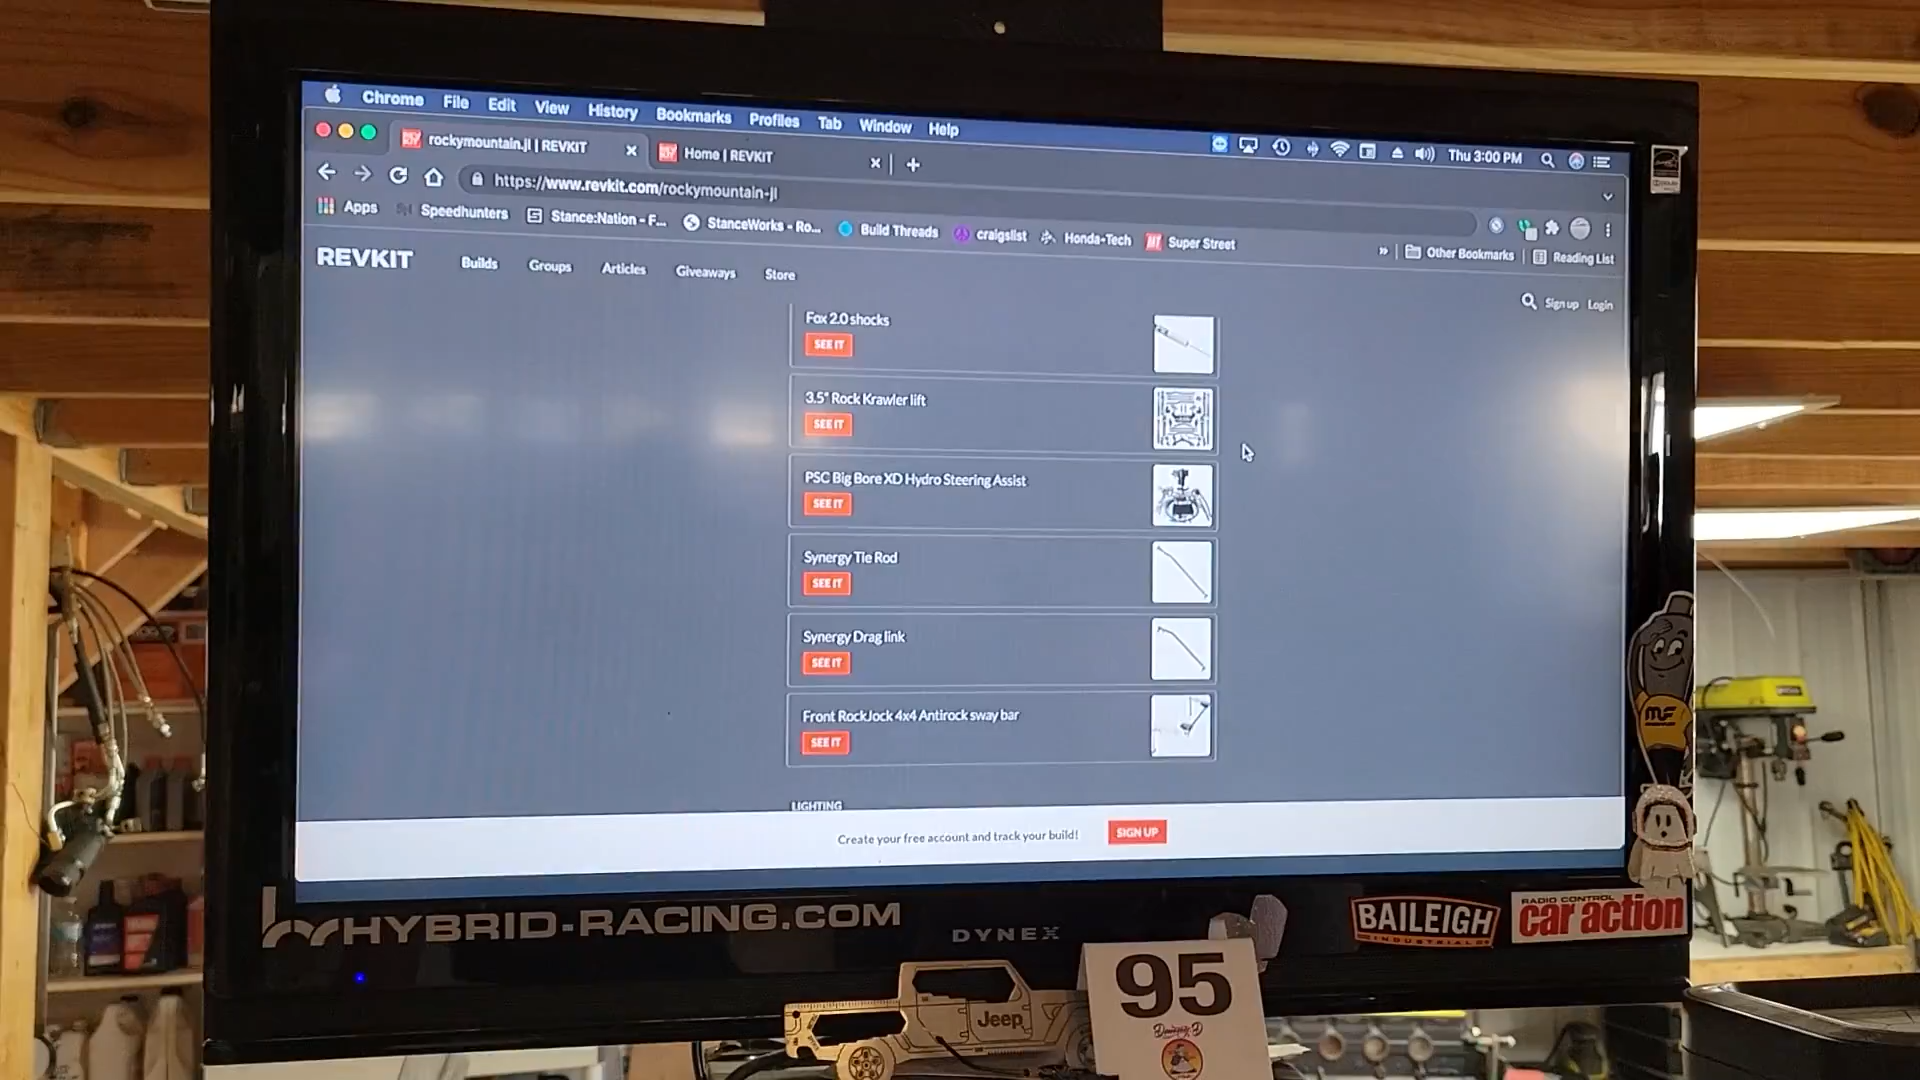 Chrome File Edit View History Bookmarks Profiles Tab Window Help
Thu 3:00 PM
rockymountain.jl | REVKIT
Home | REVKIT
https://www.revkit.com/rockymountain-jl
Apps Speedhunters Stance:Nation - F... StanceWorks - Ro... Build Threads craigslist Honda-Tech Super Street
» Other Bookmarks Reading List
REVKIT Builds Groups Articles Giveaways Store
Sign up Login
Fox 2.0 shocks
SEE IT
3.5" Rock Krawler lift
SEE IT
PSC Big Bore XD Hydro Steering Assist
SEE IT
Synergy Tie Rod
SEE IT
Synergy Drag link
SEE IT
Front RockJock 4x4 Antirock sway bar
SEE IT
LIGHTING
Create your free account and track your build! SIGN UP
HYBRID-RACING.COM
DYNEX
BAILEIGH
INDUSTRIAL
RADIO CONTROL
car action
MF
Jeep
95